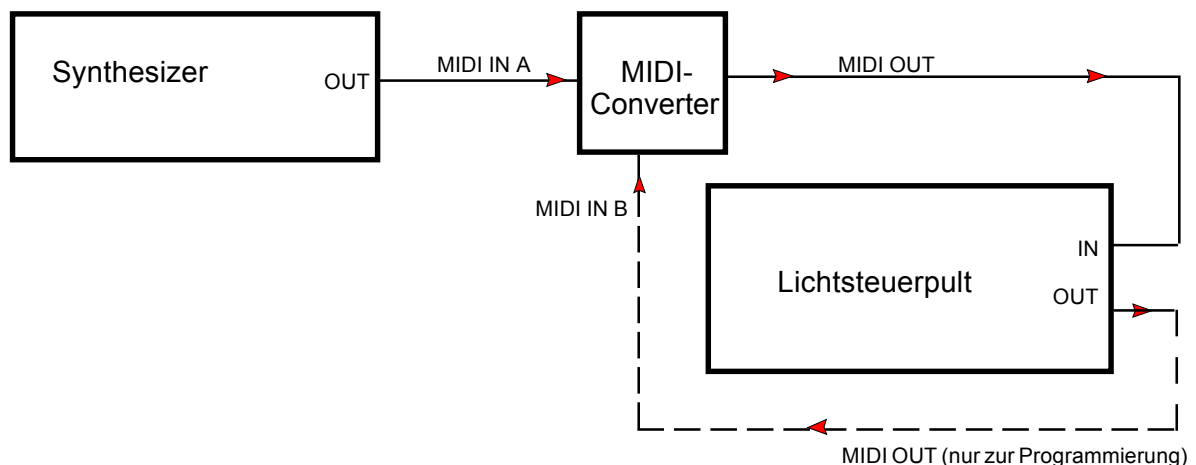 Synthesizer
OUT
MIDI IN A
MIDI-
Converter
MIDI OUT
MIDI IN B
IN
Lichtsteuerpult
OUT
MIDI OUT (nur zur Programmierung)